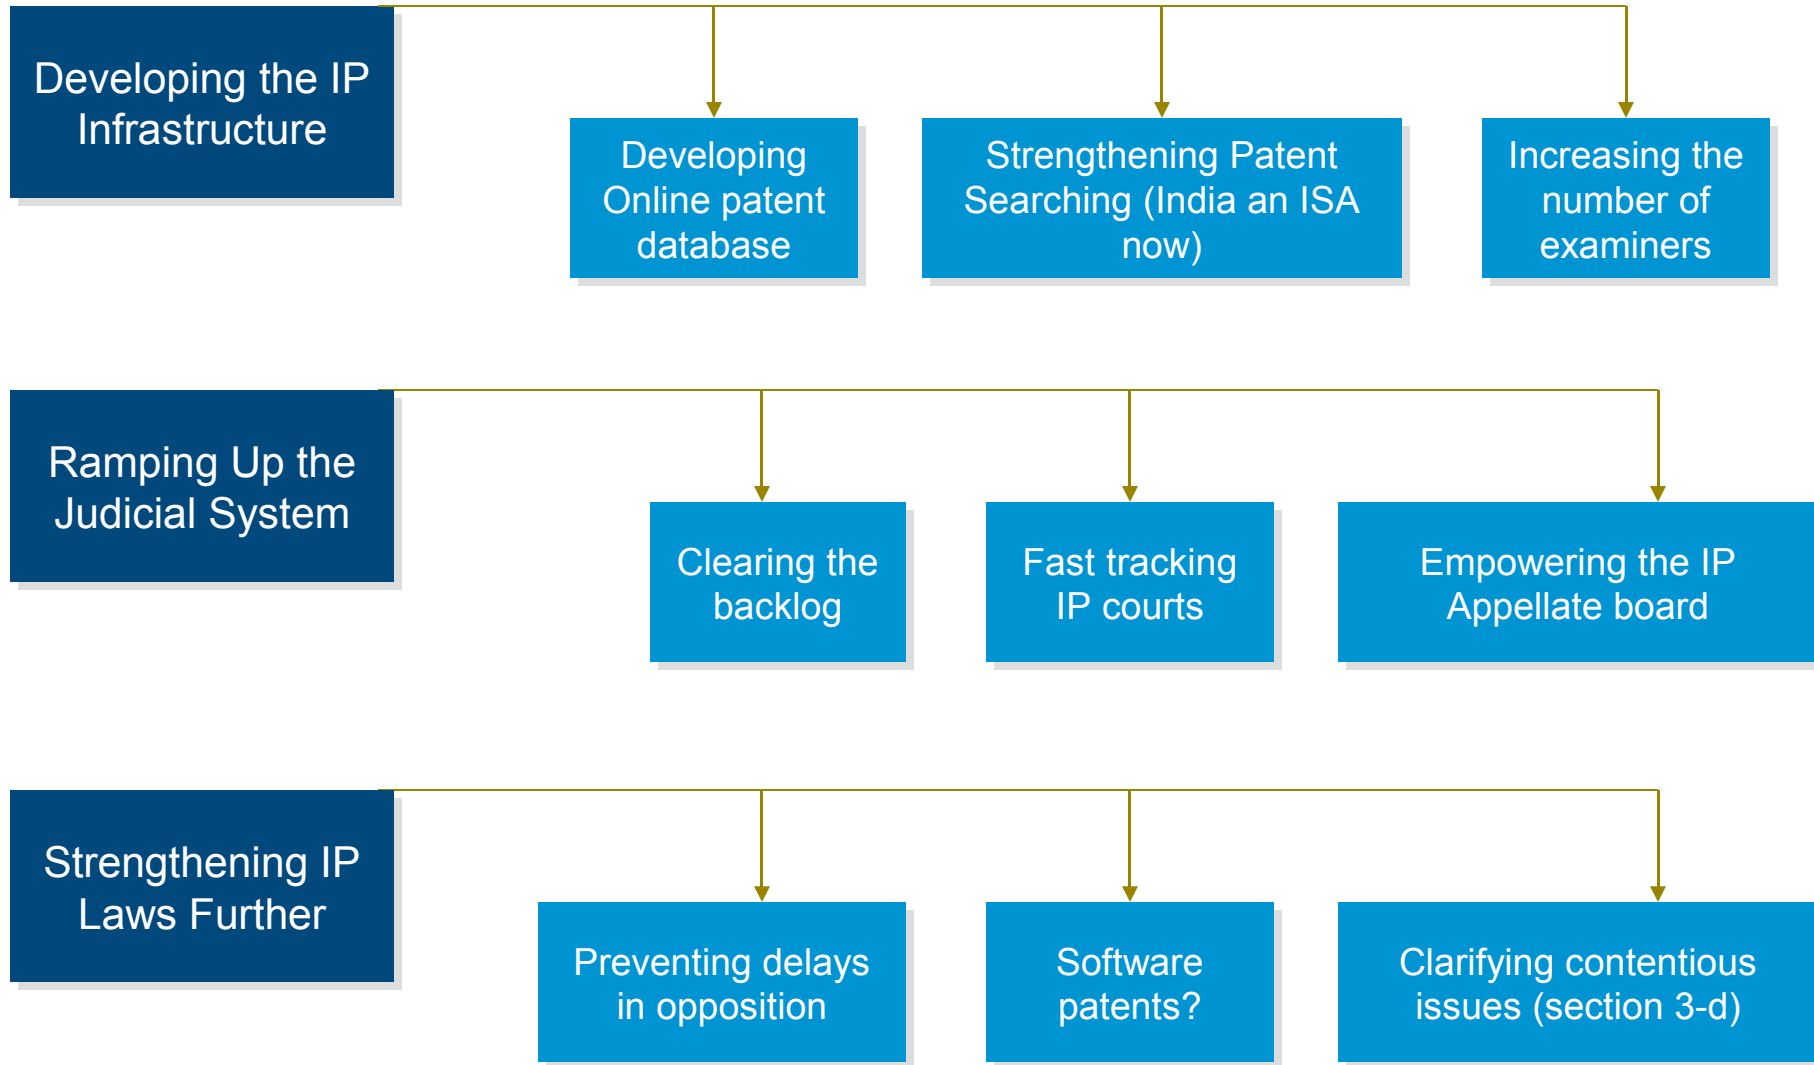 Developing the IP
Infrastructure
Developing
Online patent
database
Strengthening Patent
Searching (India an ISA
now)
Increasing the
number of
examiners
Ramping Up the
Judicial System
Clearing the
backlog
Fast tracking
IP courts
Empowering the IP
Appellate board
Strengthening IP
Laws Further
Preventing delays
in opposition
Software
patents?
Clarifying contentious
issues (section 3-d)